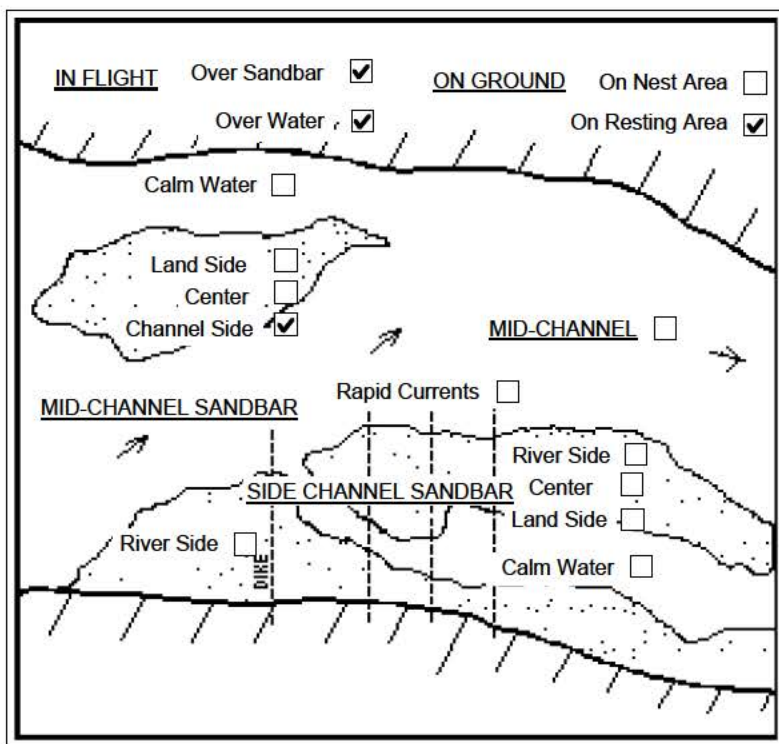 IN FLIGHT Over Sandbar ON GROUND On Nest Area
Over Water On Resting Area
Calm Water
Land Side
Center
Channel Side
MID-CHANNEL
Rapid Currents
MID-CHANNEL SANDBAR
River Side
SIDE CHANNEL SANDBAR Center
Land Side
River Side
DIKE
Calm Water